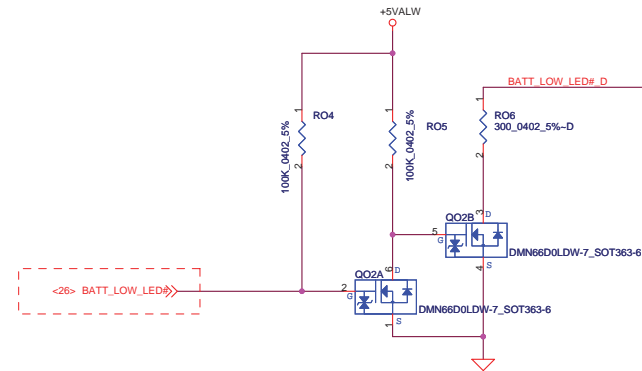 +5VALW
BATT_LOW_LED#_D
1
RO4
100K_0402_5%
2
1
RO5
100K_0402_5%
2
1
RO6
300_0402_5%~D
2
QO2B
3
D
5
G
S
4
DMN66D0LDW-7_SOT363-6
QO2A
6
D
2
G
S
1
DMN66D0LDW-7_SOT363-6
<26> BATT_LOW_LED#